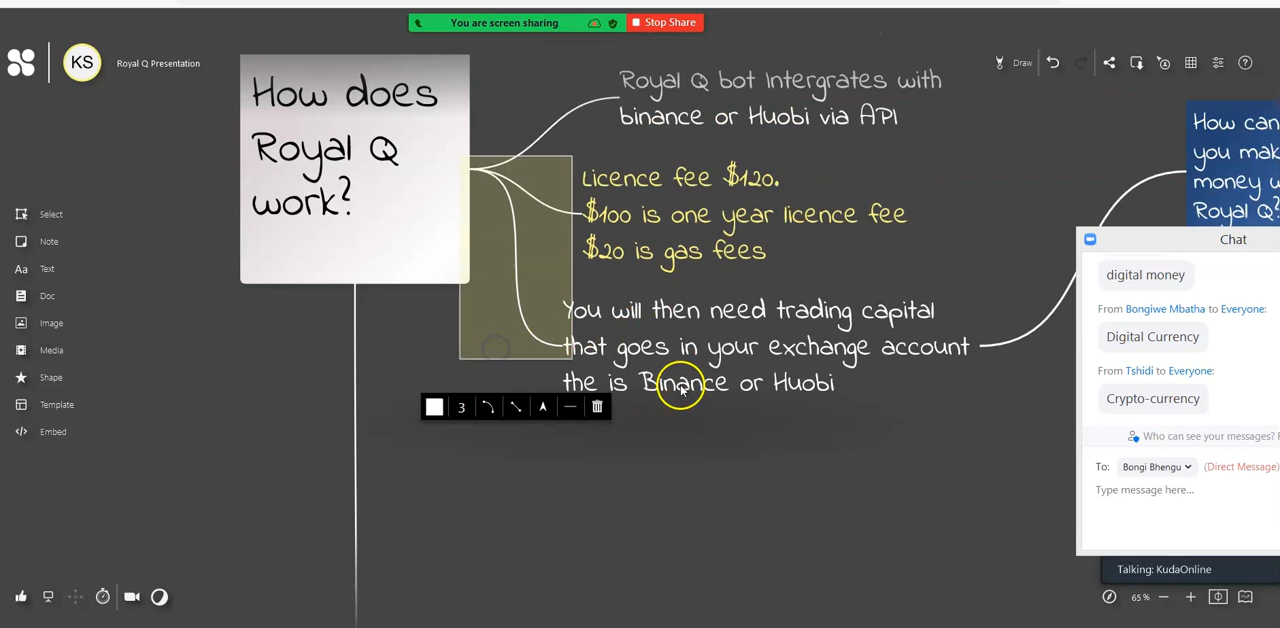 You are screen sharing
Stop Share
KS
Royal Q Presentation
Draw
How does
Royal Q
work?
Royal Q bot Intergrates with
binance or Huobi via API
Licence fee $120.
$100 is one year licence fee
$20 is gas fees
You will then need trading capital
that goes in your exchange account
the is Binance or Huobi
How can
you mak
money w
Royal Q?
Select
Note
Aa Text
Doc
Image
Media
Shape
Template
Embed
3
Chat
digital money
From Bongiwe Mbatha to Everyone:
Digital Currency
From Tshidi to Everyone:
Crypto-currency
Who can see your messages?
To: Bongi Bhengu (Direct Message)
Type message here...
Talking: KudaOnline
65 %